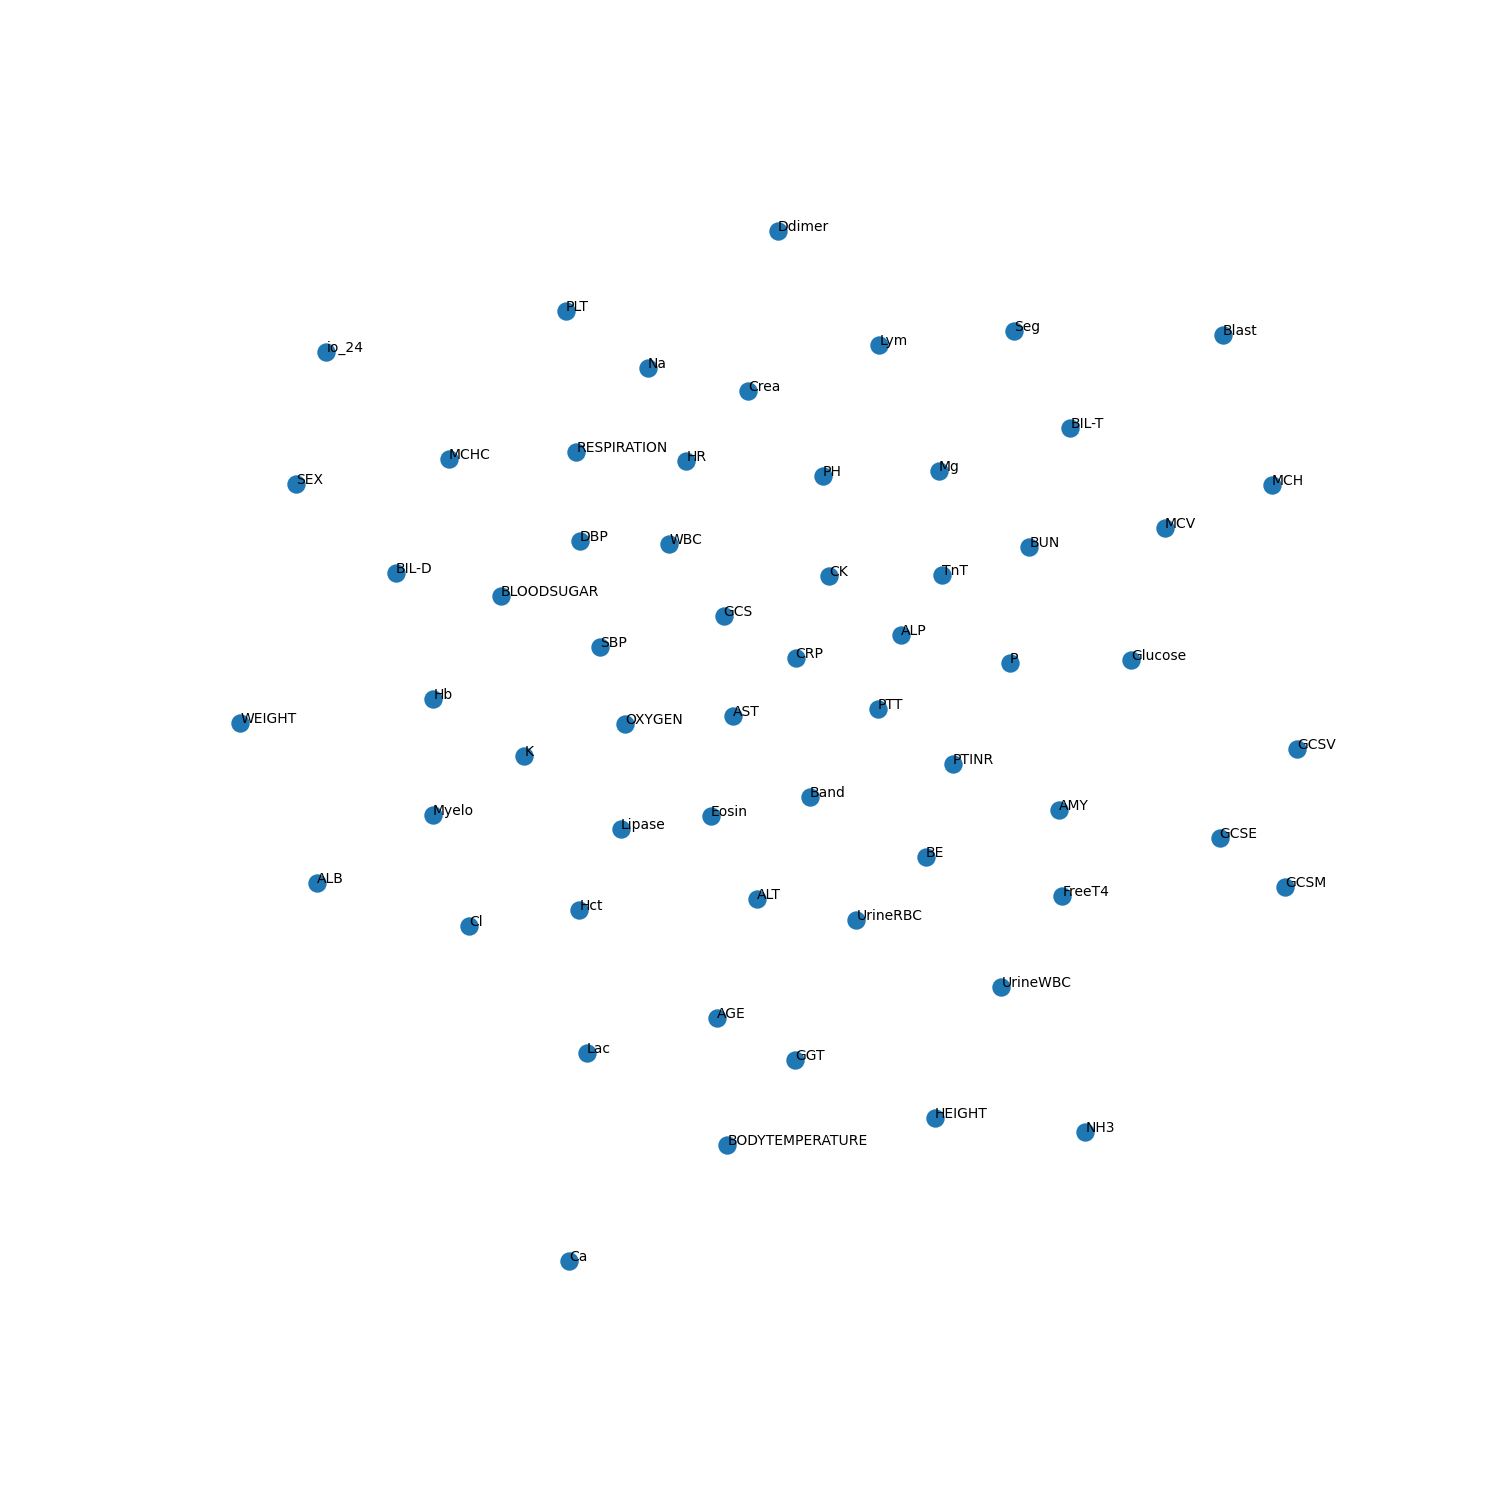 Ddimer
PLT
Seg
Blast
Lym
io_24
Na
Crea
BIL-T
RESPIRATION
MCHC
HR
Mg
PH
SEX
MCH
MCV
DBP
WBC
BUN
BIL-D
TnT
CK
BLOODSUGAR
GCS
ALP
SBP
CRP
P
Glucose
Hb
PTT
AST
WEIGHT
OXYGEN
GCSV
K
PTINR
Band
AMY
Myelo
Eosin
Lipase
GCSE
BE
ALB
GCSM
FreeT4
ALT
Hct
UrineRBC
Cl
UrineWBC
AGE
Lac
GGT
HEIGHT
NH3
BODYTEMPERATURE
Ca